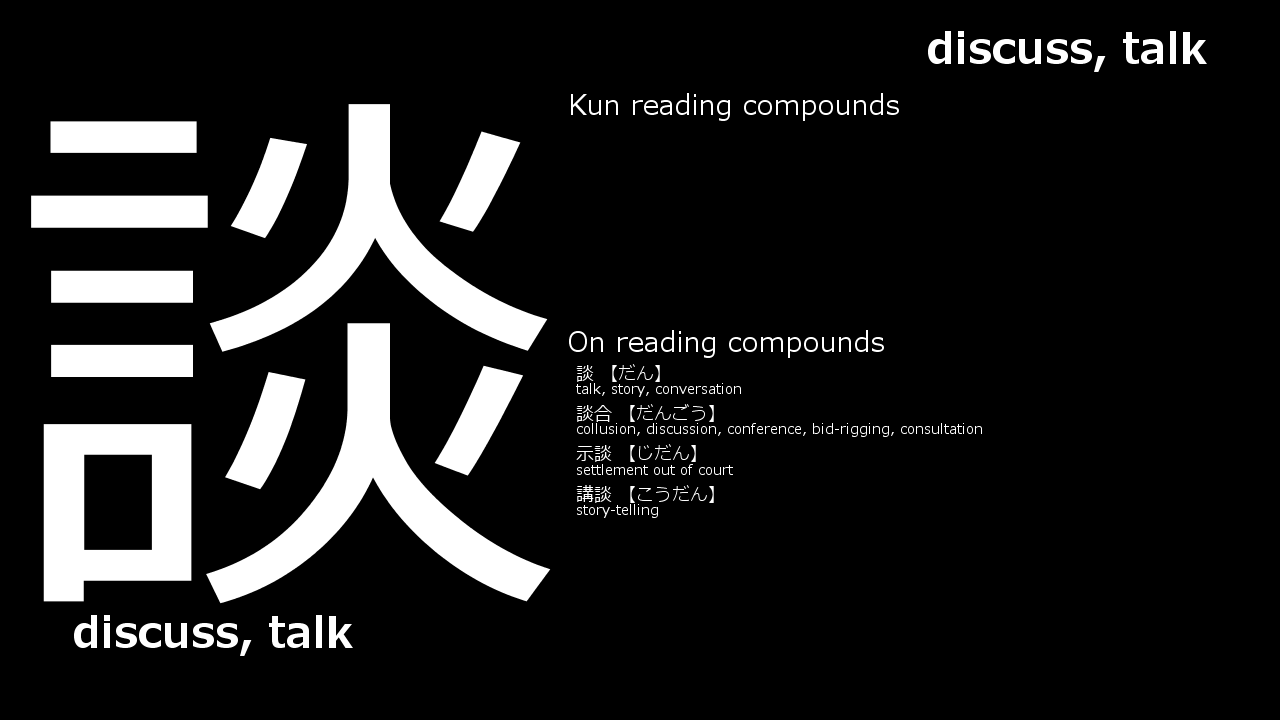 discuss, talk
Kun reading compounds
談
On reading compounds
談 【だん】
talk, story, conversation
談合 【だんごう】
collusion, discussion, conference, bid-rigging, consultation
示談 【じだん】
settlement out of court
講談 【こうだん】
story-telling
discuss, talk